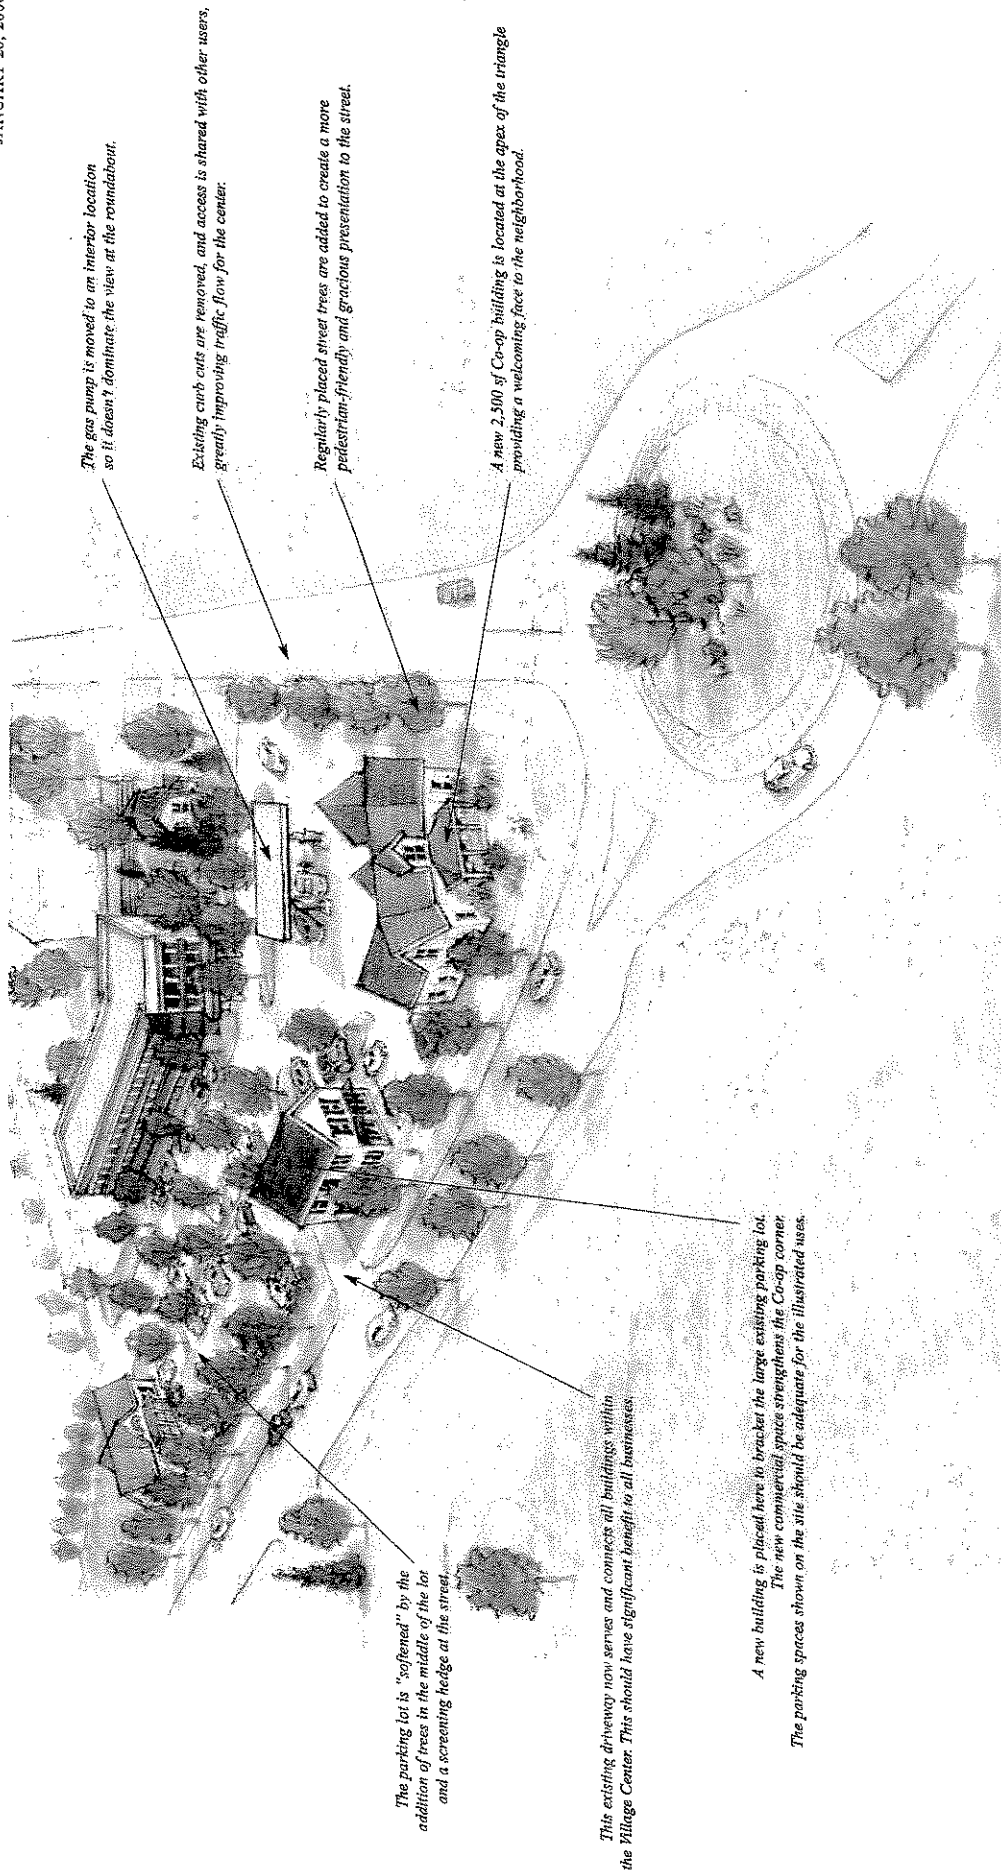 The gas pump is moved to an interior location
so it doesn't dominate the view at the roundabout.
Existing curb cuts are removed, and access is shared with other users,
greatly improving traffic flow for the center.
Regularly placed street trees are added to create a more
pedestrian-friendly and gracious presentation to the street.
A new 2,500 sf Co-op building is located at the apex of the triangle
providing a welcoming face to the neighborhood.
The parking lot is "softened" by the
addition of trees in the middle of the lot
and a screening hedge at the street.
This existing driveway now serves and connects all buildings within
the Village Center. This should have significant benefit to all businesses.
A new building is placed here to bracket the large existing parking lot.
The new commercial space strengthens the Co-op corner.
The parking spaces shown on the site should be adequate for the illustrated uses.